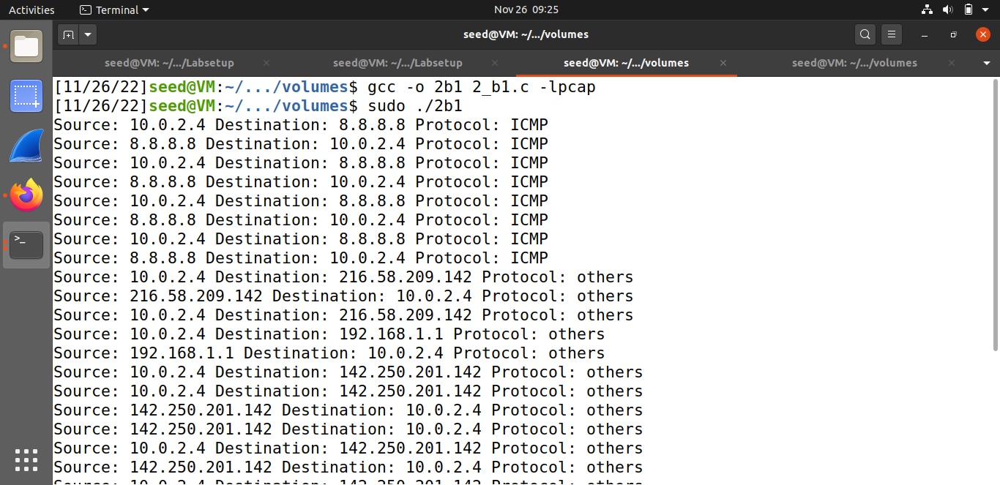 Activities Terminal Nov 26 09:25
seed@VM: ~/.../volumes
seed@VM: ~/.../Labsetup seed@VM: ~/.../Labsetup seed@VM: ~/.../volumes seed@VM: ~/.../volumes
[11/26/22]seed@VM:~/.../volumes$ gcc -o 2b1 2_b1.c -lpcap
[11/26/22]seed@VM:~/.../volumes$ sudo ./2b1
Source: 10.0.2.4 Destination: 8.8.8.8 Protocol: ICMP
Source: 8.8.8.8 Destination: 10.0.2.4 Protocol: ICMP
Source: 10.0.2.4 Destination: 8.8.8.8 Protocol: ICMP
Source: 8.8.8.8 Destination: 10.0.2.4 Protocol: ICMP
Source: 10.0.2.4 Destination: 8.8.8.8 Protocol: ICMP
Source: 8.8.8.8 Destination: 10.0.2.4 Protocol: ICMP
Source: 10.0.2.4 Destination: 8.8.8.8 Protocol: ICMP
Source: 8.8.8.8 Destination: 10.0.2.4 Protocol: ICMP
Source: 10.0.2.4 Destination: 216.58.209.142 Protocol: others
Source: 216.58.209.142 Destination: 10.0.2.4 Protocol: others
Source: 10.0.2.4 Destination: 216.58.209.142 Protocol: others
Source: 10.0.2.4 Destination: 192.168.1.1 Protocol: others
Source: 192.168.1.1 Destination: 10.0.2.4 Protocol: others
Source: 10.0.2.4 Destination: 142.250.201.142 Protocol: others
Source: 10.0.2.4 Destination: 142.250.201.142 Protocol: others
Source: 142.250.201.142 Destination: 10.0.2.4 Protocol: others
Source: 142.250.201.142 Destination: 10.0.2.4 Protocol: others
Source: 10.0.2.4 Destination: 142.250.201.142 Protocol: others
Source: 142.250.201.142 Destination: 10.0.2.4 Protocol: others
Source: 10.0.2.4 Destination: 142.250.201.142 Protocol: others